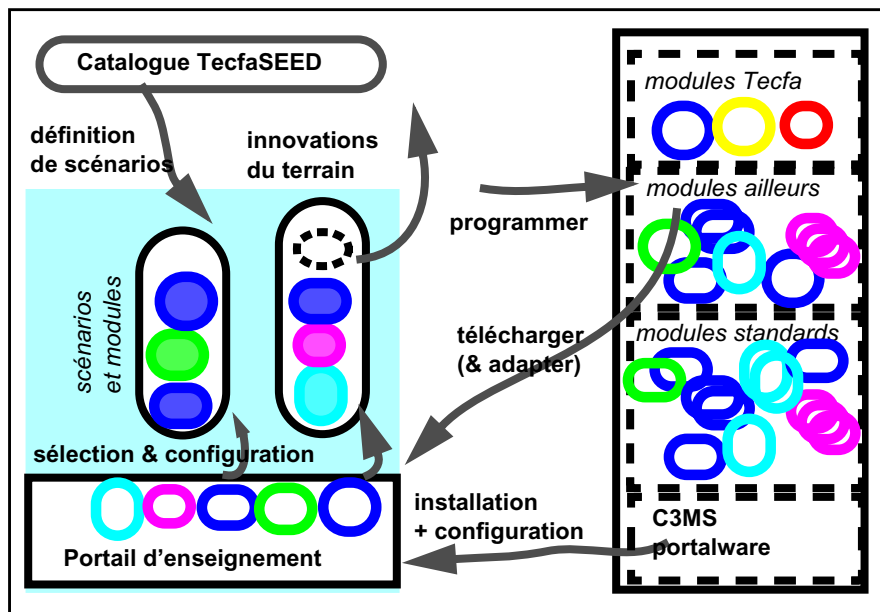 Catalogue TecfaSEED
définition
de scénarios
innovations
du terrain
scénarios
et modules
sélection & configuration
Portail d'enseignement
programmer
télécharger
(& adapter)
installation
+ configuration
modules Tecfa
modules ailleurs
modules standards
C3MS
portalware